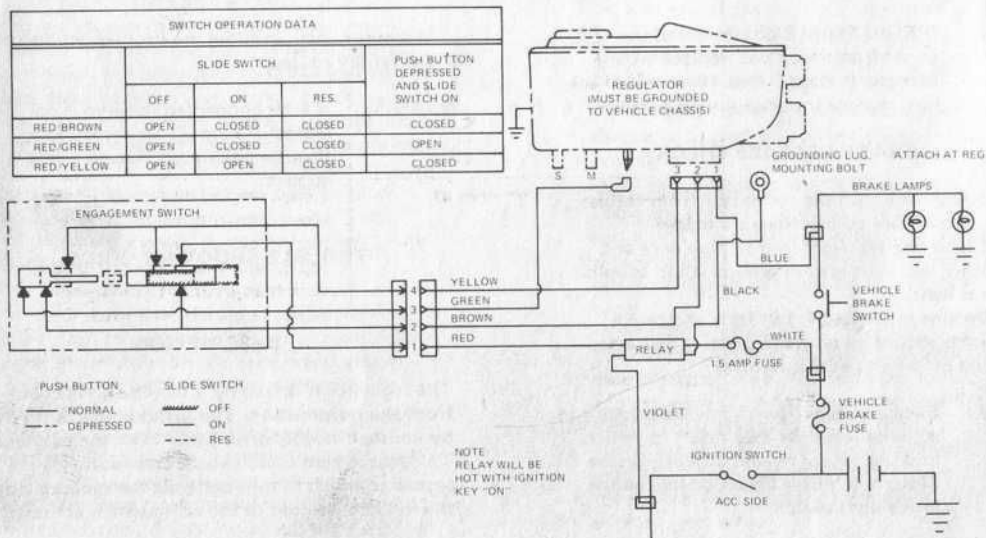 SWITCH OPERATION DATA
SLIDE SWITCH
PUSH BUTTON
DEPRESSED
AND SLIDE
SWITCH ON
OFF ON RES.
RED/BROWN OPEN CLOSED CLOSED CLOSED
RED/GREEN OPEN CLOSED CLOSED OPEN
RED/YELLOW OPEN OPEN CLOSED CLOSED
REGULATOR
(MUST BE GROUNDED
TO VEHICLE CHASSIS)
S M
3 2 1
GROUNDING LUG.
MOUNTING BOLT
ATTACH AT REG
BRAKE LAMPS
ENGAGEMENT SWITCH
BLUE
BLACK
4 YELLOW
3 GREEN
2 BROWN
1 RED
VEHICLE
BRAKE
SWITCH
RELAY
WHITE
1.5 AMP FUSE
PUSH BUTTON
NORMAL
DEPRESSED
SLIDE SWITCH
OFF
ON
RES.
VIOLET
VEHICLE
BRAKE
FUSE
NOTE
RELAY WILL BE
HOT WITH IGNITION
KEY "ON"
IGNITION SWITCH
ACC. SIDE